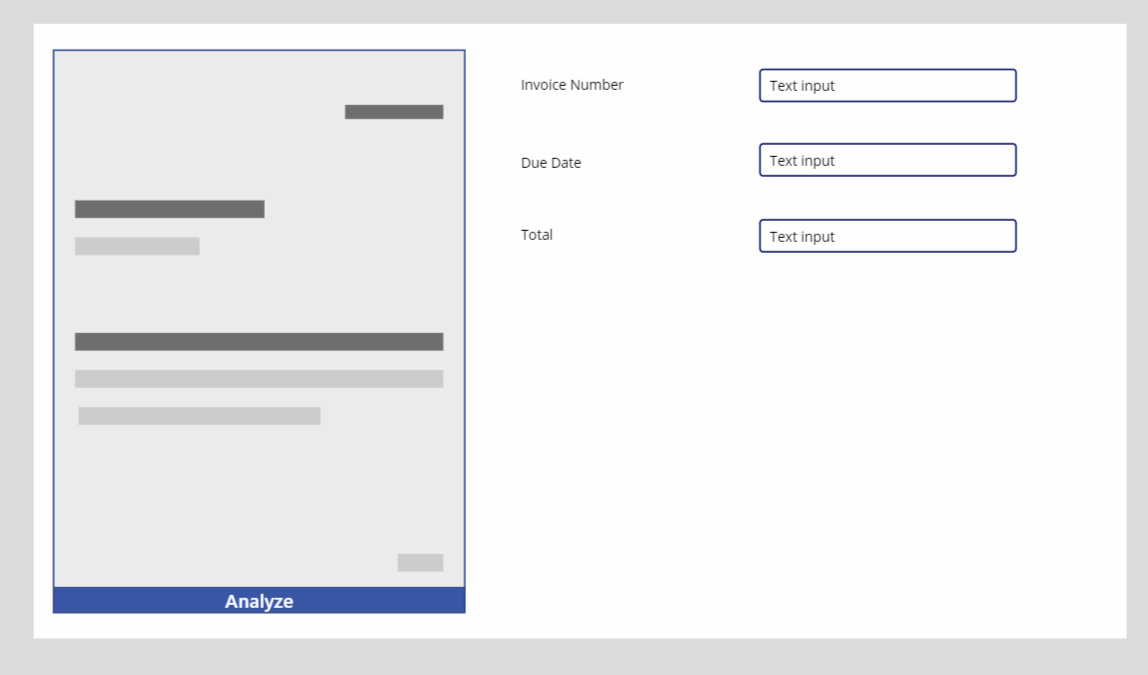 Invoice Number
Text input
Due Date
Text input
Total
Text input
Analyze